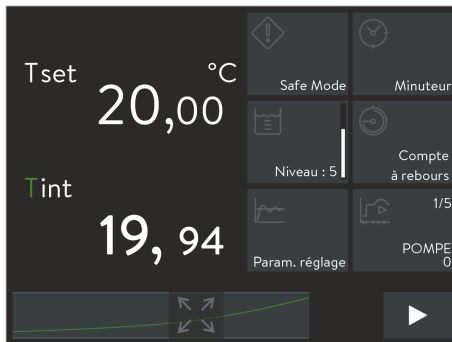 Tset
°C
20,00
Tint
19, 94
Safe Mode
Minuteur
Niveau : 5
Compte
à rebours
Param. réglage
1/5
POMPE
0